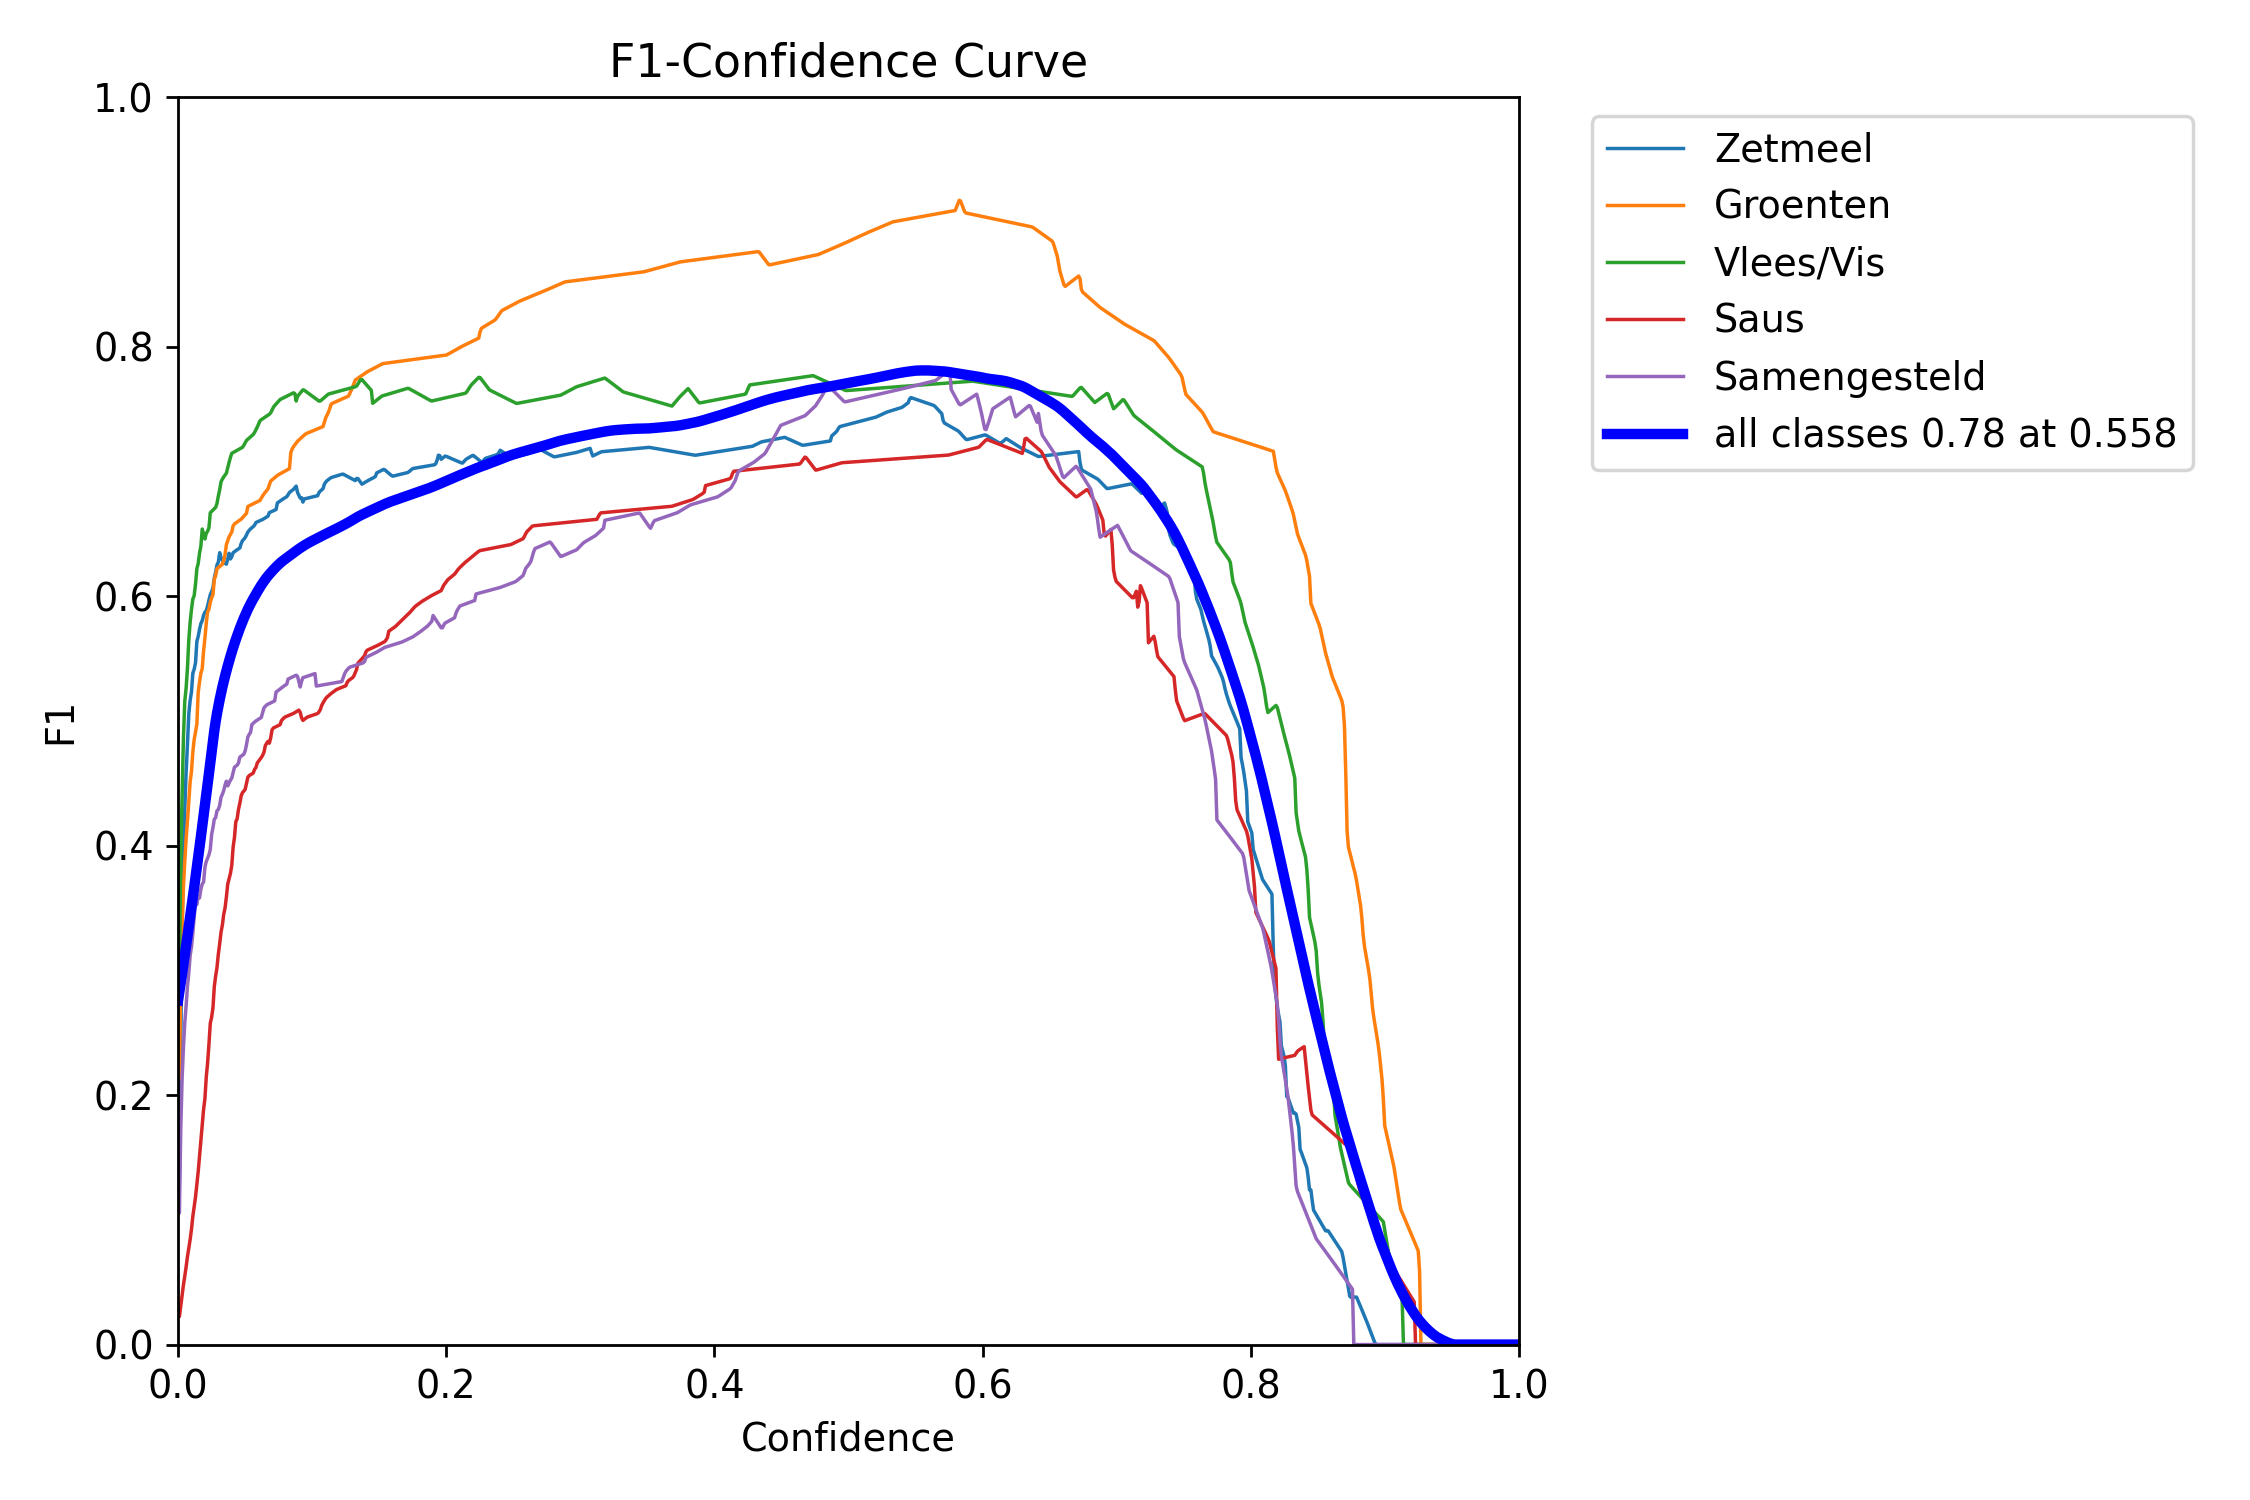 F1-Confidence Curve
1.0
0.8
0.6
0.4
0.2
0.0
F1
0.0 0.2 0.4 0.6 0.8 1.0
Confidence
Zetmeel
Groenten
Vlees/Vis
Saus
Samengesteld
all classes 0.78 at 0.558